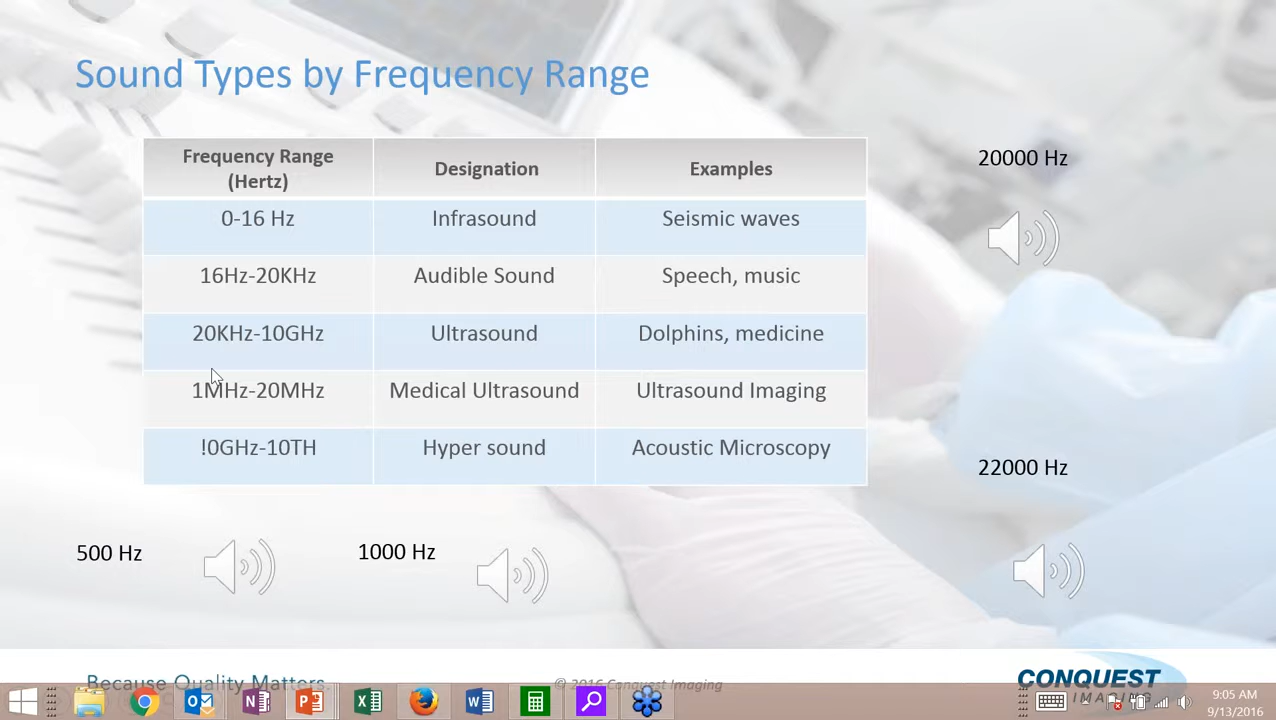 Sound Types by Frequency Range
Frequency Range
(Hertz)
Designation
Examples
0-16 Hz
Infrasound
Seismic waves
16Hz-20KHz
Audible Sound
Speech, music
20KHz-10GHz
Ultrasound
Dolphins, medicine
1MHz-20MHz
Medical Ultrasound
Ultrasound Imaging
!0GHz-10TH
Hyper sound
Acoustic Microscopy
20000 Hz
22000 Hz
500 Hz
1000 Hz
Because Quality Matters.
© 2016 Conquest Imaging
CONQUEST
IMAGING
9:05 AM
9/13/2016